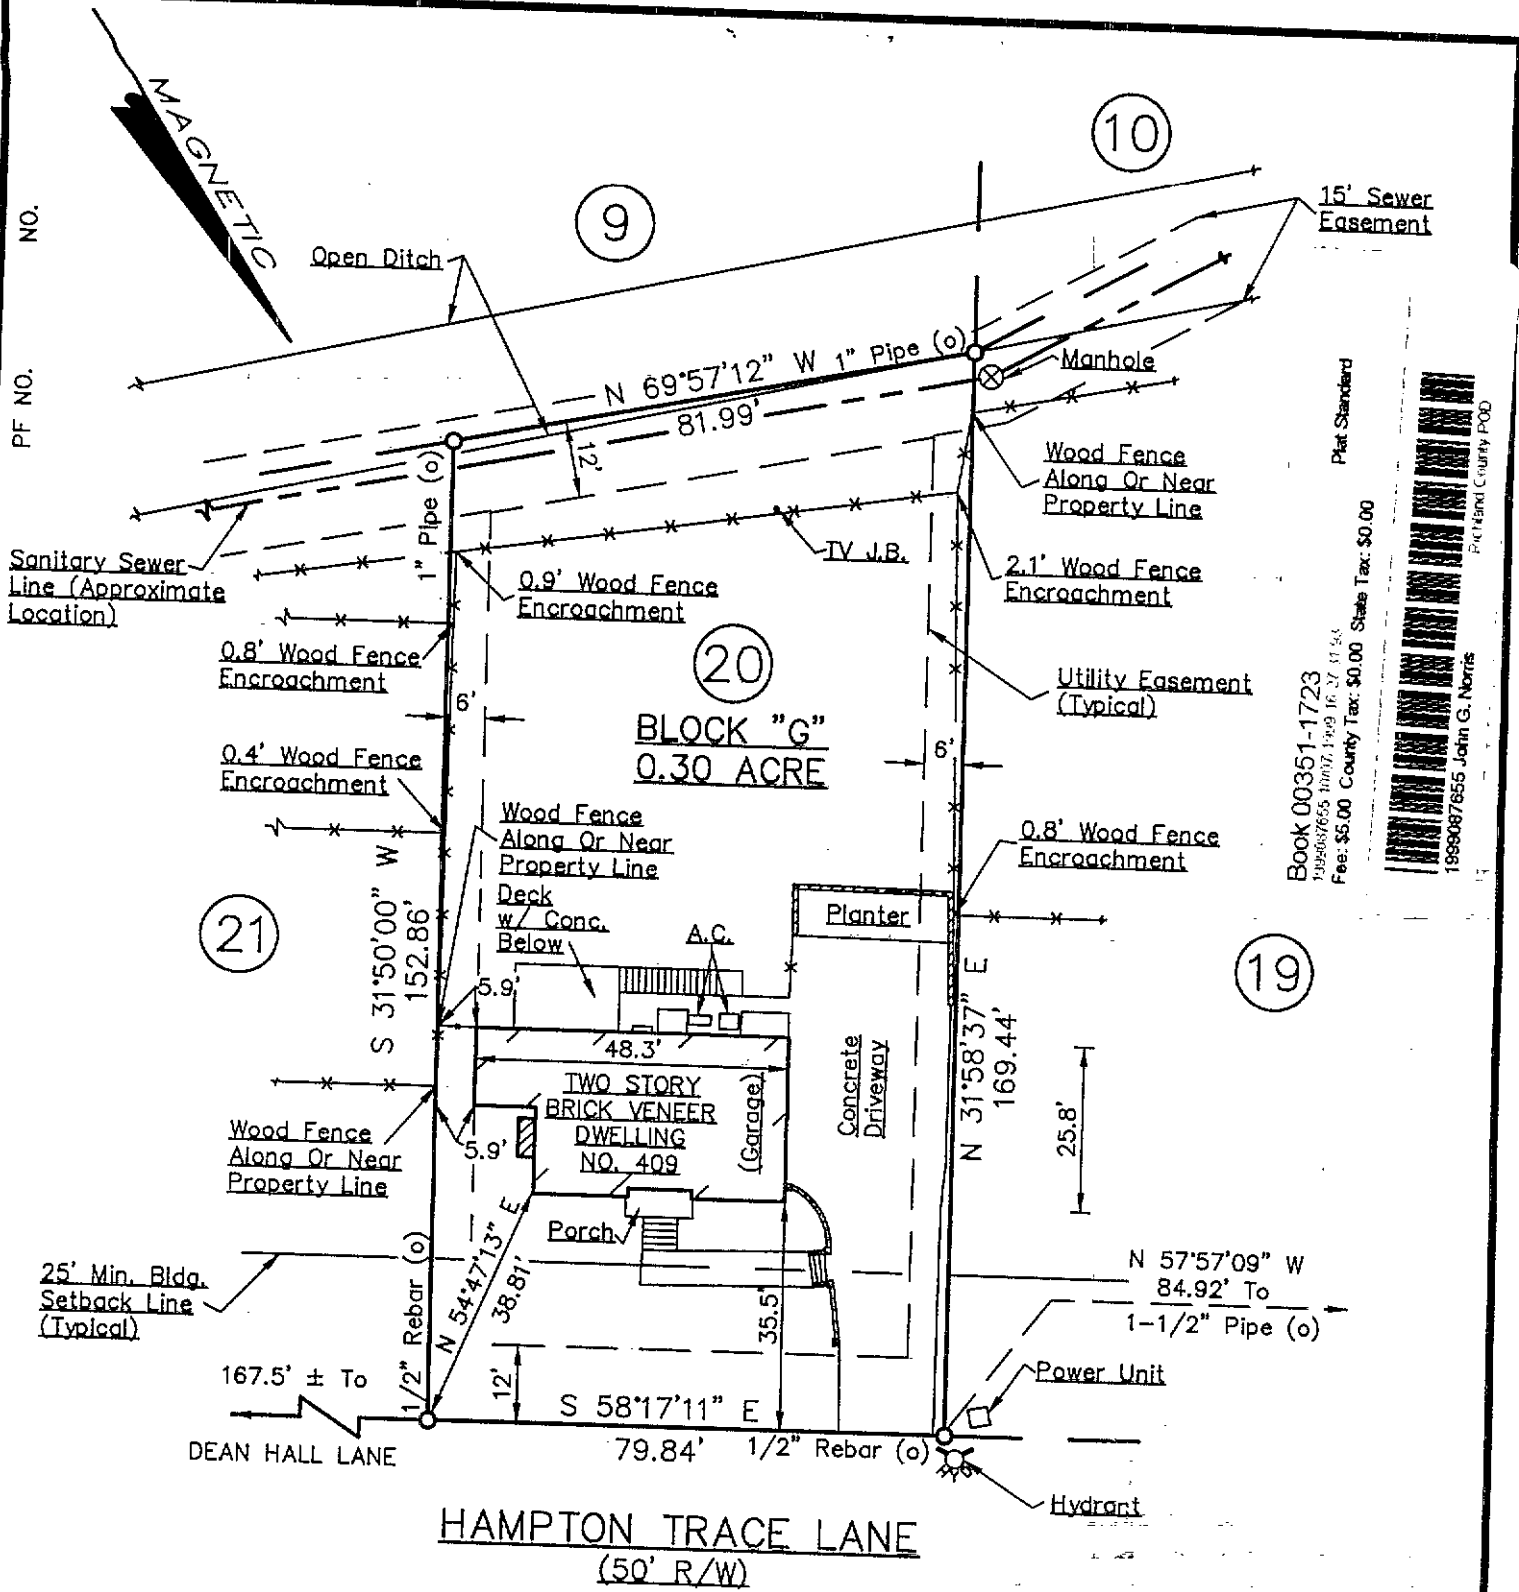 NO.
PF NO.
MAGNETIC
10
9
15' Sewer
Easement
Open Ditch
N 69°57'12" W 1" Pipe (o)
81.99'
Manhole
12'
1" Pipe (o)
Wood Fence
Along Or Near
Property Line
Sanitary Sewer
Line (Approximate
Location)
TV J.B.
0.9' Wood Fence
Encroachment
2.1' Wood Fence
Encroachment
0.8' Wood Fence
Encroachment
20
BLOCK "G"
0.30 ACRE
Utility Easement
(Typical)
6'
6'
0.4' Wood Fence
Encroachment
Wood Fence
Along Or Near
Property Line
0.8' Wood Fence
Encroachment
Deck
w/ Conc.
Below
A.C.
Planter
21
S 31°50'00" W
152.86'
19
5.9'
48.3'
TWO STORY
BRICK VENEER
DWELLING
NO. 409
(Garage)
Concrete
Driveway
N 31°58'37" E
169.44'
25.8'
Wood Fence
Along Or Near
Property Line
5.9'
Porch
25' Min. Bldg.
Setback Line
(Typical)
1/2" Rebar (o)
N 54°47'13" E
38.81'
35.5'
N 57°57'09" W
84.92' To
1-1/2" Pipe (o)
Power Unit
167.5' ± To
12'
S 58°17'11" E
79.84'
1/2" Rebar (o)
DEAN HALL LANE
HYD
Hydrant
HAMPTON TRACE LANE
(50' R/W)
Book 00351-1723
1999087655 10/07/1999
Fee: $5.00 County Tax: $0.00 State Tax: $0.00
Plat Standard
1999087655 John G. Norris
Richland County ROD